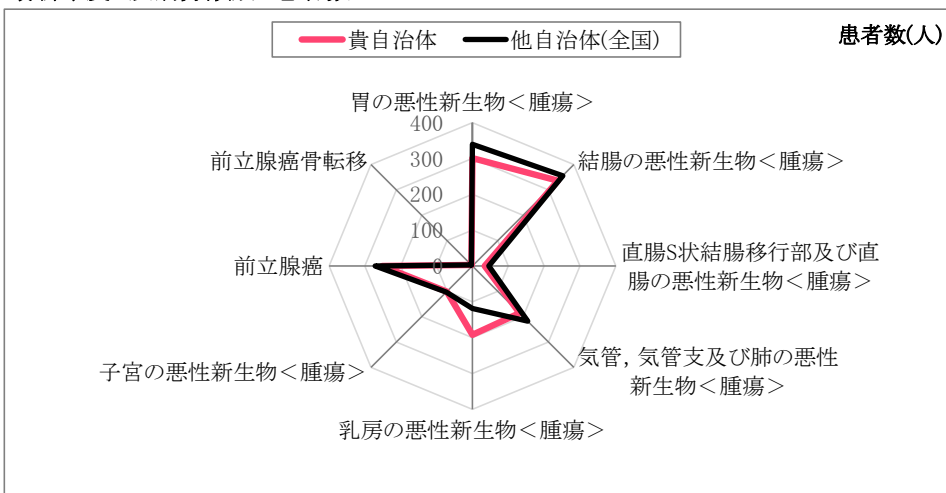 貴自治体
他自治体(全国)
患者数(人)
胃の悪性新生物＜腫瘍＞
400
300
200
100
0
前立腺癌骨転移
結腸の悪性新生物＜腫瘍＞
前立腺癌
直腸S状結腸移行部及び直
腸の悪性新生物＜腫瘍＞
子宮の悪性新生物＜腫瘍＞
気管，気管支及び肺の悪性
新生物＜腫瘍＞
乳房の悪性新生物＜腫瘍＞